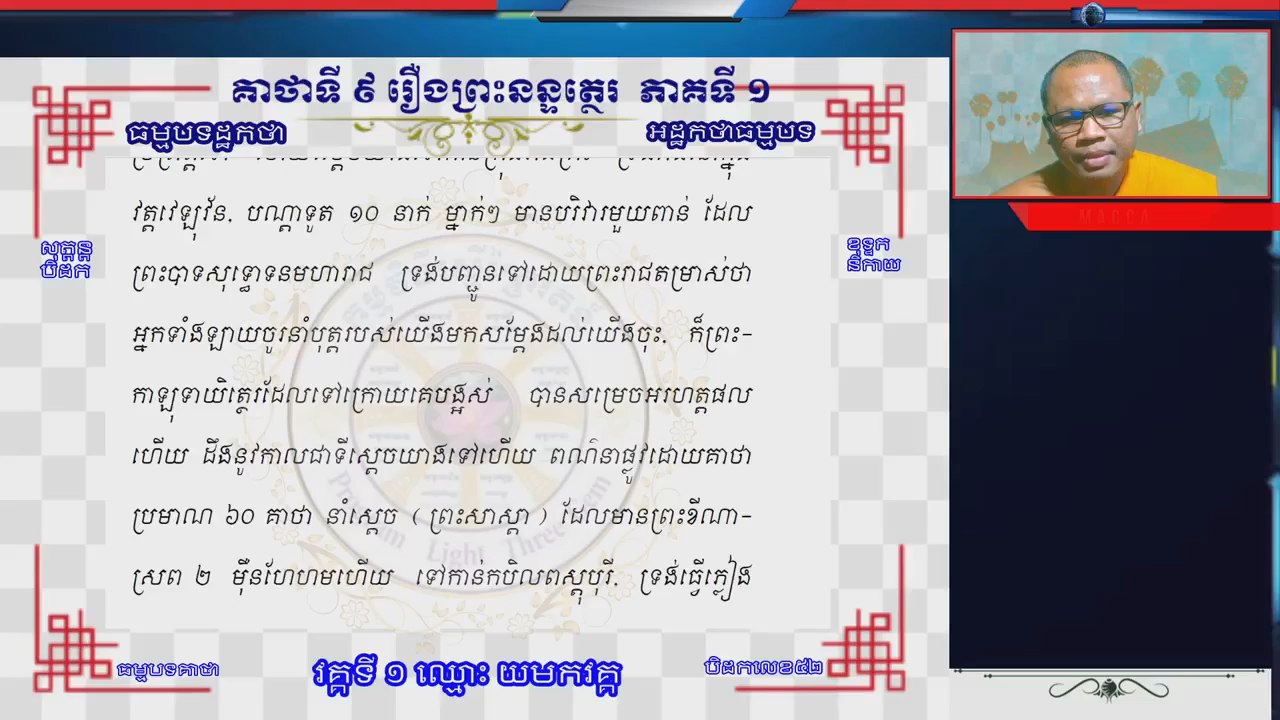 គាថាទី ៩ រឿងព្រះនន្ទត្ថេរ ភាគទី ១
ធម្មបទដ្ឋកថា
អដ្ឋកថាធម្មបទ
សុត្តន្ត
បិដក
ខុទ្ទក
និកាយ
វត្តវេឡុវ័ន. បណ្តាទូត ១០ នាក់ ម្នាក់ៗ មានបរិវារមួយពាន់ ដែល
ព្រះបាទសុទ្ធោទនមហារាជ ទ្រង់បញ្ជូនទៅដោយព្រះរាជតម្រាស់ថា
អ្នកទាំងឡាយចូរនាំបុត្តរបស់យើងមកសម្តែងដល់យើងចុះ. ក៏ព្រះ-
កាឡុទាយិត្ថេរដែលទៅក្រោយគេបង្អស់ បានសម្រេចអរហត្តផល
ហើយ ដឹងនូវកាលជាទីស្តេចយាងទៅហើយ ពណ៌នាផ្លូវដោយគាថា
ប្រមាណ ៦០ គាថា នាំស្តេច ( ព្រះសាស្តា ) ដែលមានព្រះខីណា-
ស្រព ២ ម៉ឺនហែហមហើយ ទៅកាន់កបិលពស្តុបុរី. ទ្រង់ធ្វើភ្លៀង
Light Three
ធម្មបទគាថា
វគ្គទី ១ ឈ្មោះ យមកវគ្គ
បិដកលេខ៥២